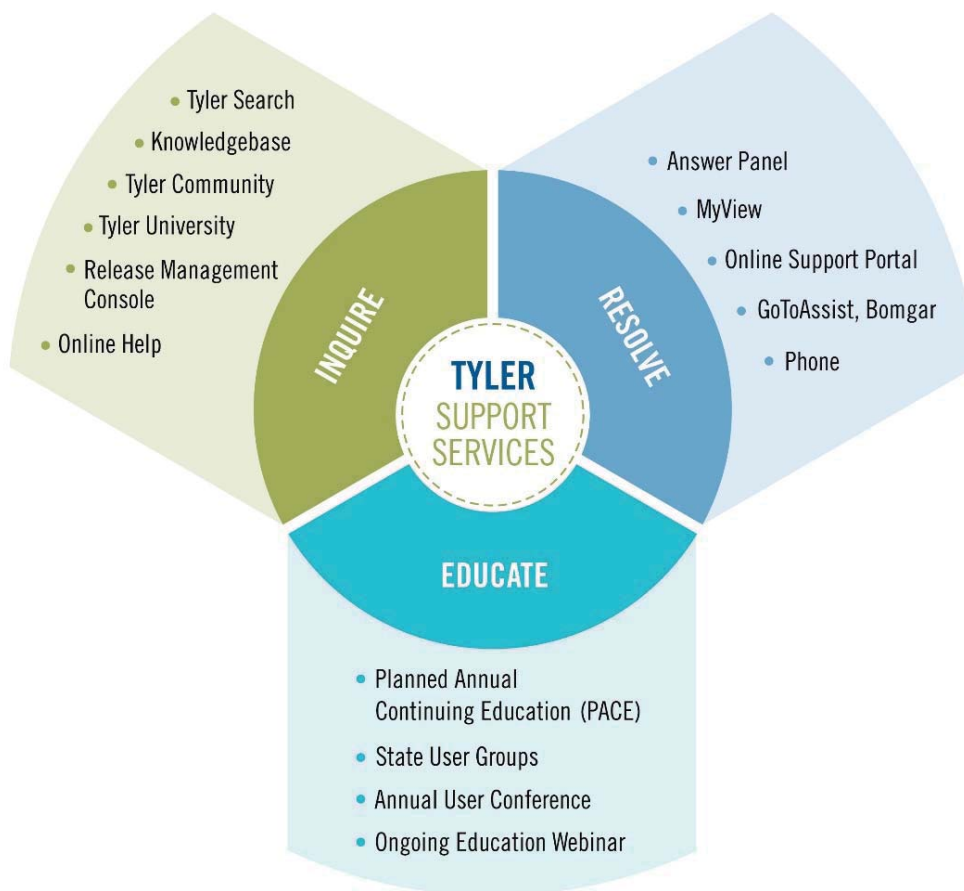 Tyler Search
Knowledgebase
Tyler Community
Tyler University
Release Management
Console
Online Help
INQUIRE
Answer Panel
MyView
Online Support Portal
GoToAssist, Bomgar
Phone
RESOLVE
TYLER
SUPPORT
SERVICES
EDUCATE
Planned Annual
Continuing Education (PACE)
State User Groups
Annual User Conference
Ongoing Education Webinar